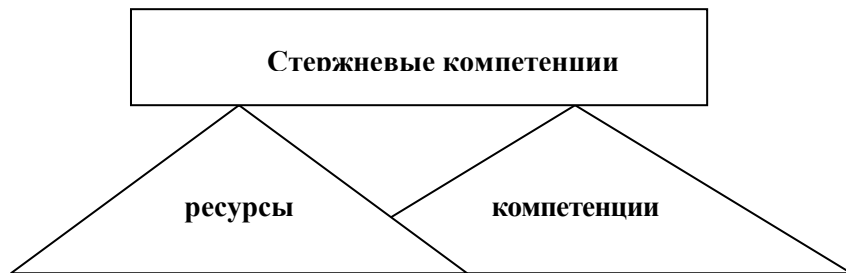 Стержневые компетенции
ресурсы
компетенции